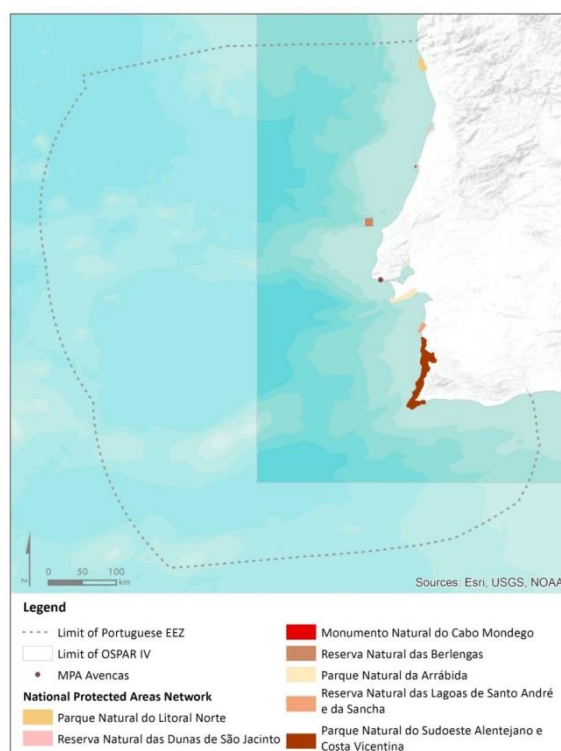 Z
0
50
100
km
Sources: Esri, USGS, NOAA
Legend
Limit of Portuguese EEZ
Limit of OSPAR IV
MPA Avencas
National Protected Areas Network
Parque Natural do Litoral Norte
Reserva Natural das Dunas de São Jacinto
Monumento Natural do Cabo Mondego
Reserva Natural das Berlengas
Parque Natural da Arrábida
Reserva Natural das Lagoas de Santo André
e da Sancha
Parque Natural do Sudoeste Alentejano e
Costa Vicentina